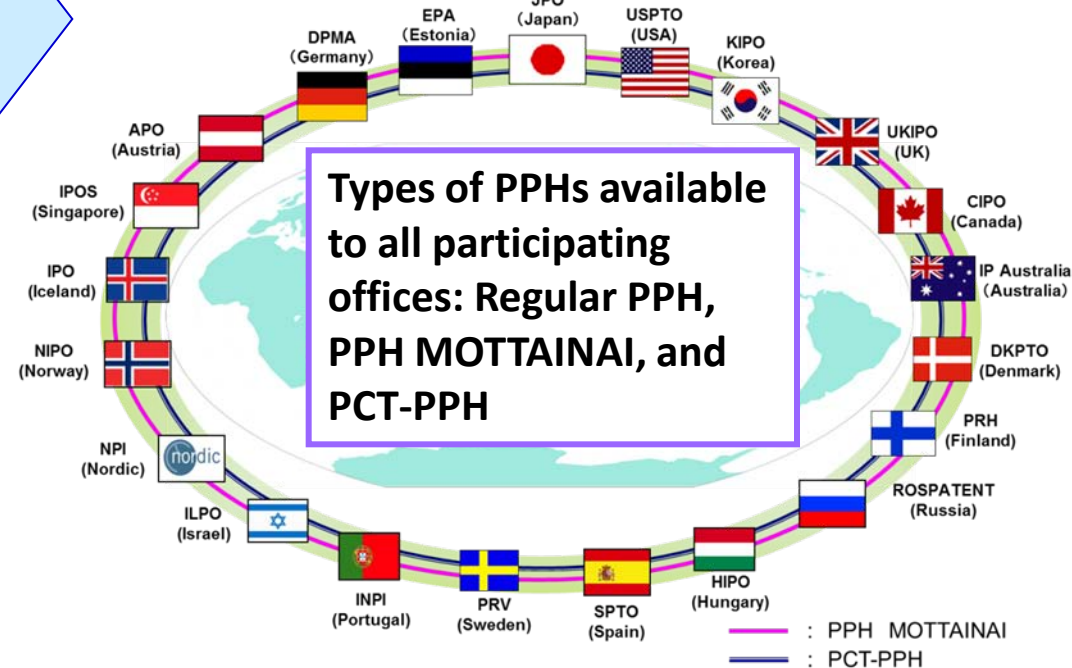 JPO
(Japan)
USPTO
(USA)
KIPO
(Korea)
UKIPO
(UK)
CIPO
(Canada)
IP Australia
(Australia)
DKPTO
(Denmark)
PRH
(Finland)
ROSPATENT
(Russia)
HIPO
(Hungary)
SPTO
(Spain)
PRV
(Sweden)
INPI
(Portugal)
ILPO
(Israel)
NPI
(Nordic)
nordic
NIPO
(Norway)
IPO
(Iceland)
IPOS
(Singapore)
APO
(Austria)
DPMA
(Germany)
EPA
(Estonia)
Types of PPHs available
to all participating
offices: Regular PPH,
PPH MOTTAINAI, and
PCT-PPH
: PPH MOTTAINAI
: PCT-PPH